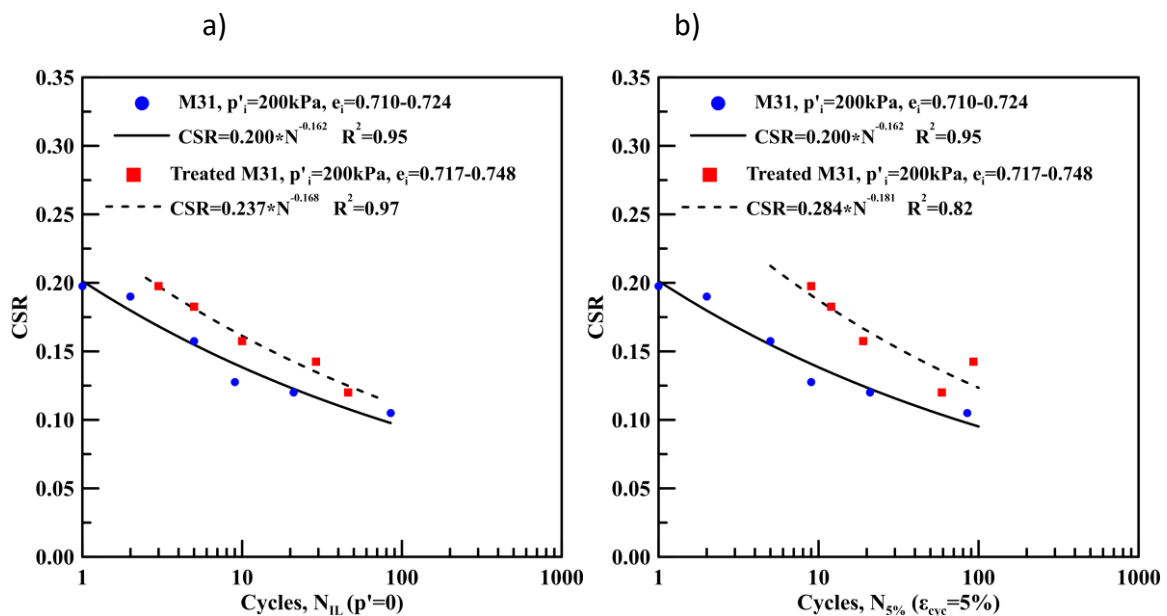 a)
b)
0.35
0.30
0.25
0.20
0.15
0.10
0.05
0.00
CSR
M31, p'ᵢ=200kPa, eᵢ=0.710-0.724
CSR=0.200*N⁻⁰·¹⁶² R²=0.95
Treated M31, p'ᵢ=200kPa, eᵢ=0.717-0.748
CSR=0.237*N⁻⁰·¹⁶⁸ R²=0.97
1 10 100 1000
Cycles, N_IL (p'=0)
0.35
0.30
0.25
0.20
0.15
0.10
0.05
0.00
CSR
M31, p'ᵢ=200kPa, eᵢ=0.710-0.724
CSR=0.200*N⁻⁰·¹⁶² R²=0.95
Treated M31, p'ᵢ=200kPa, eᵢ=0.717-0.748
CSR=0.284*N⁻⁰·¹⁸¹ R²=0.82
1 10 100 1000
Cycles, N₅% (ε_cyc=5%)